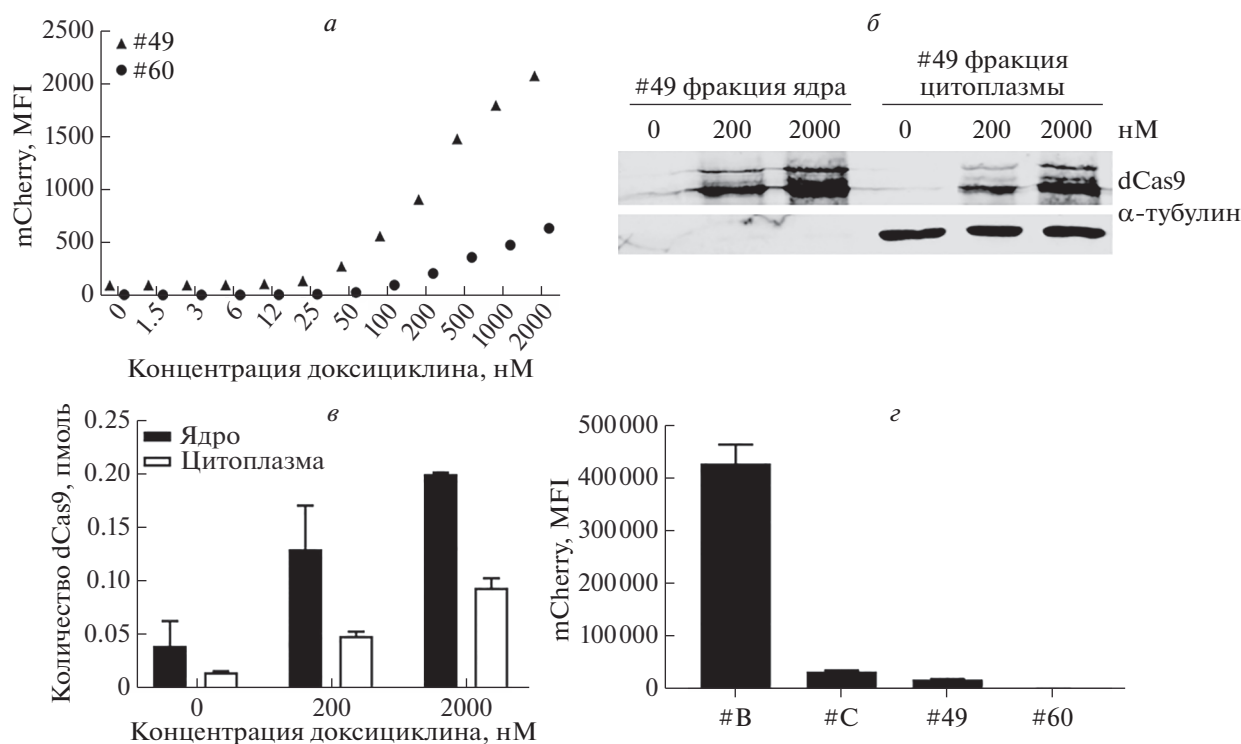 а
2500
2000
1500
1000
500
0
mCherry, MFI
#49
#60
0
1.5
3
6
12
25
50
100
200
500
1000
2000
Концентрация доксициклина, нМ
б
#49 фракция ядра
#49 фракция
цитоплазмы
0
200
2000
0
200
2000
нМ
dCas9
α-тубулин
в
0.25
0.20
0.15
0.10
0.05
0
Количество dCas9, пмоль
Ядро
Цитоплазма
0
200
2000
Концентрация доксициклина, нМ
г
500000
400000
300000
200000
100000
0
mCherry, MFI
#B
#C
#49
#60